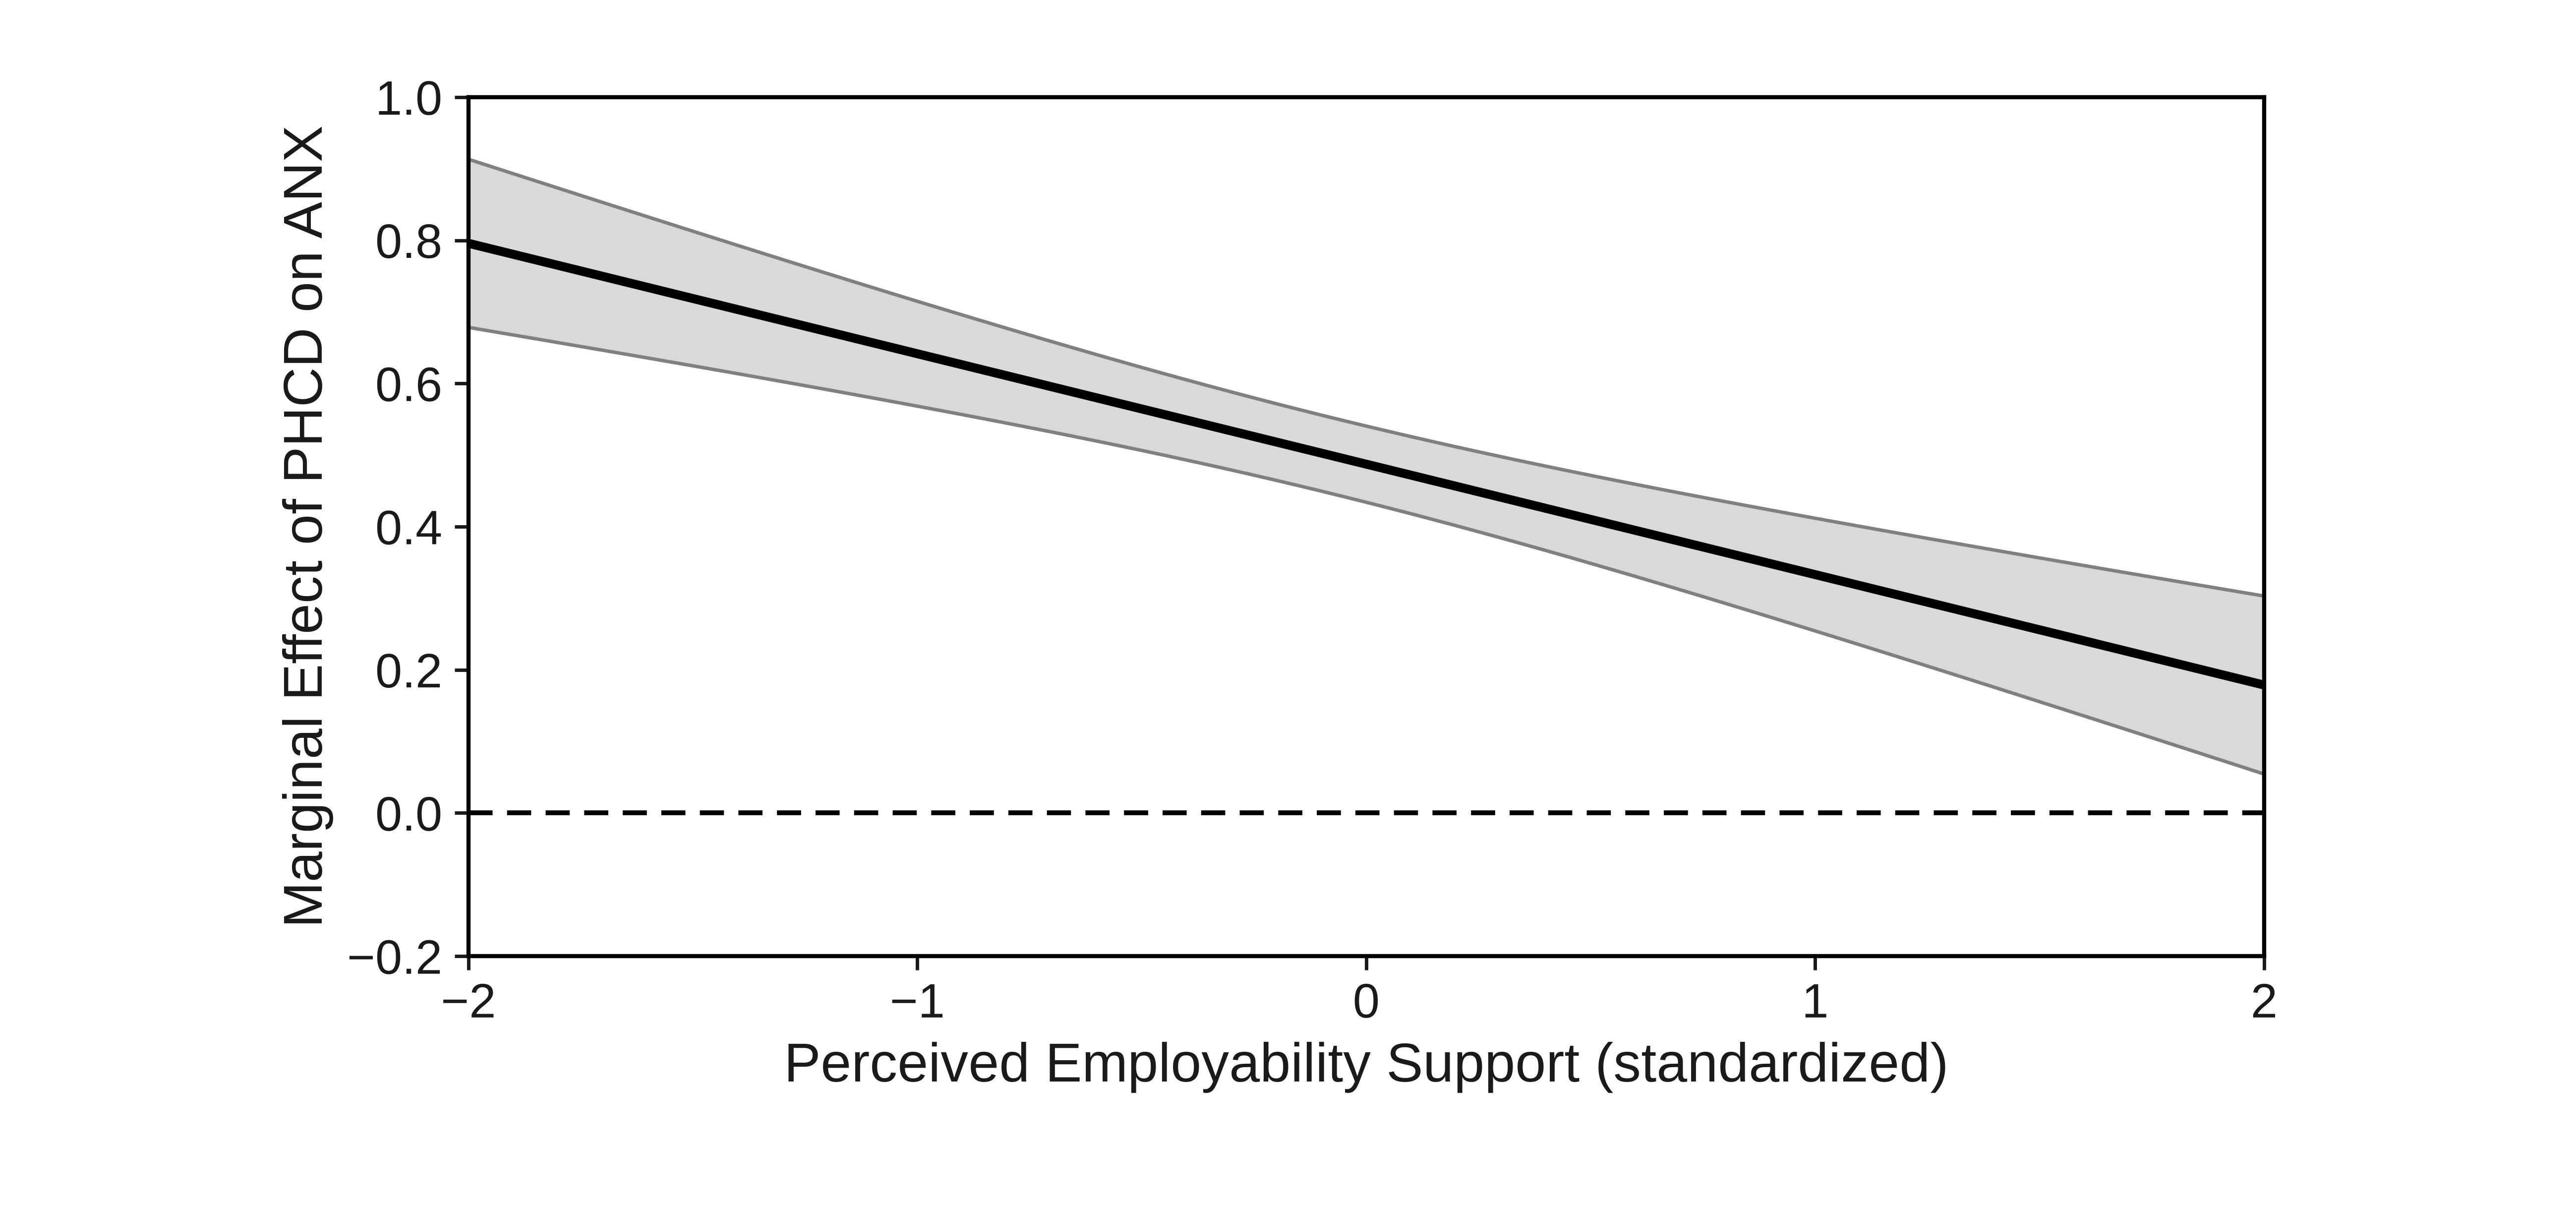 Marginal Effect of PHCD on ANX
1.0
0.8
0.6
0.4
0.2
0.0
−0.2
−2 −1 0 1 2
Perceived Employability Support (standardized)